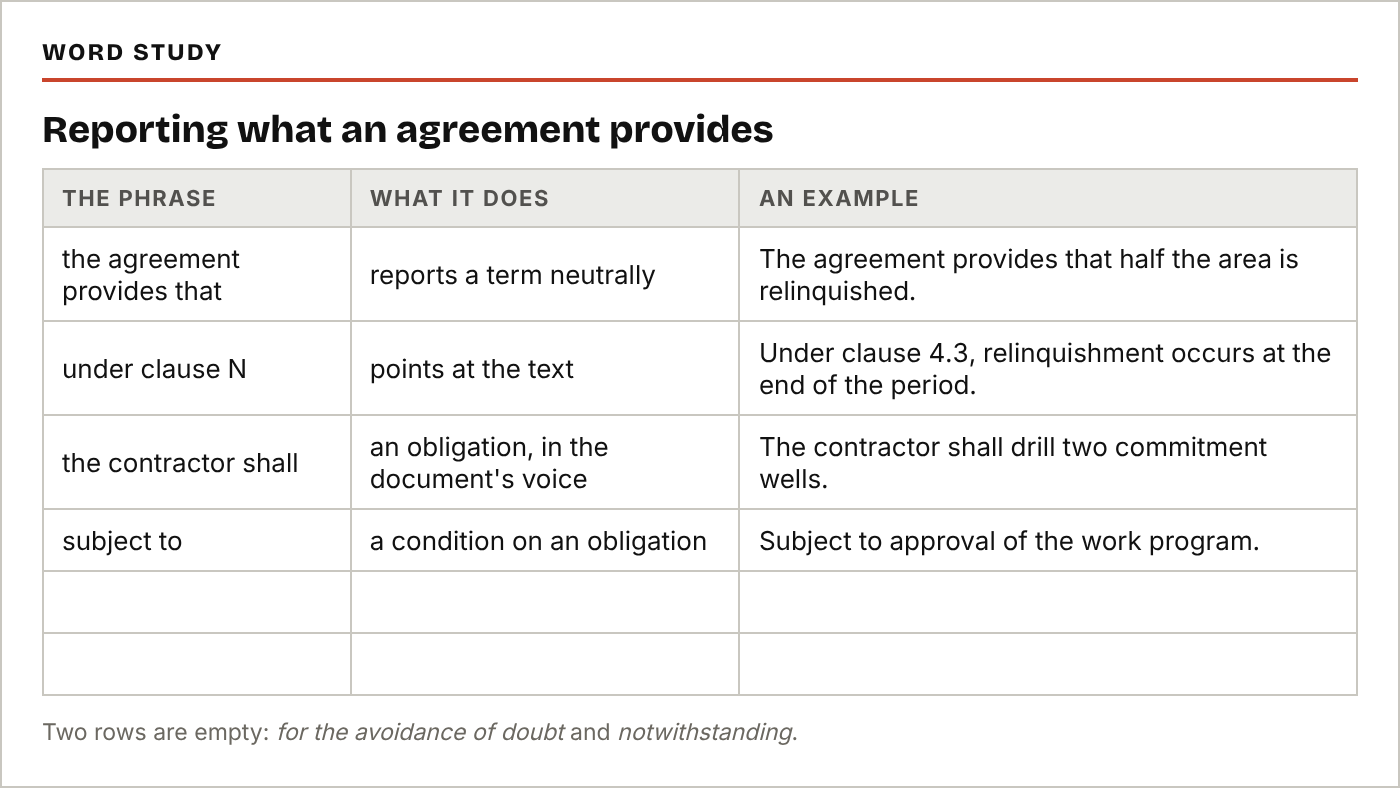 WORD STUDY
Reporting what an agreement provides
THE PHRASE
WHAT IT DOES
AN EXAMPLE
the agreement
provides that
reports a term neutrally
The agreement provides that half the area is
relinquished.
under clause N
points at the text
Under clause 4.3, relinquishment occurs at the
end of the period.
the contractor shall
an obligation, in the
document's voice
The contractor shall drill two commitment
wells.
subject to
a condition on an obligation
Subject to approval of the work program.
Two rows are empty: for the avoidance of doubt and notwithstanding.